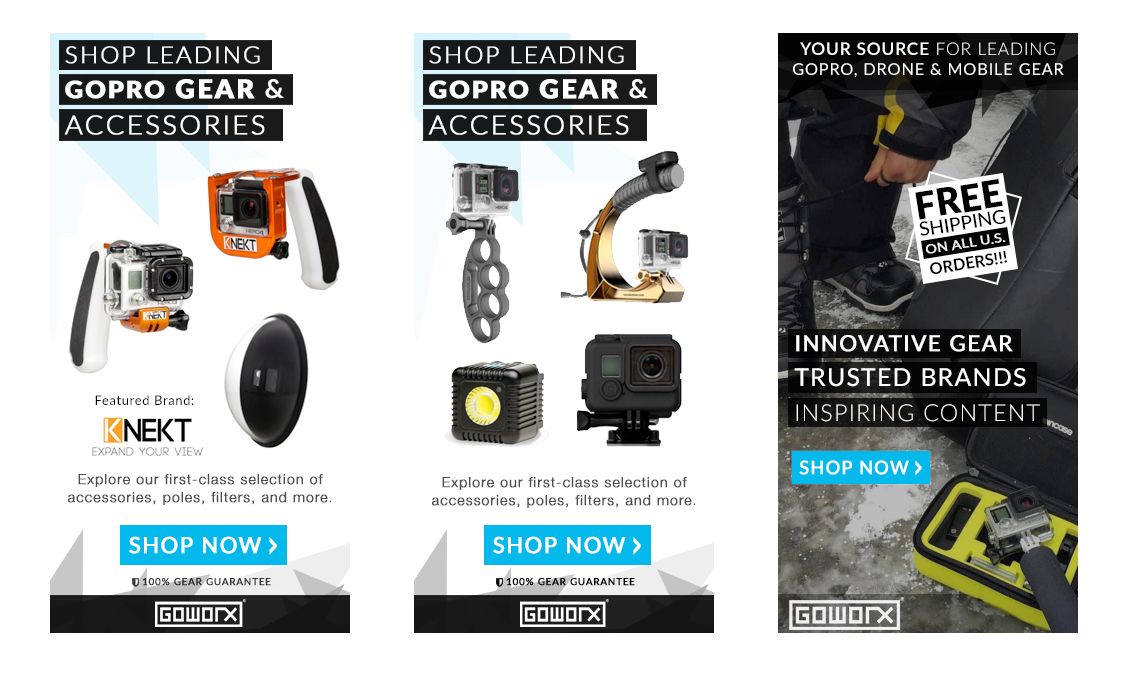 SHOP LEADING
GOPRO GEAR &
ACCESSORIES
HERO4
KNEKT
KNEKT
Featured Brand:
KNEKT
EXPAND YOUR VIEW
Explore our first-class selection of
accessories, poles, filters, and more.
SHOP NOW
100% GEAR GUARANTEE
GOWORX
SHOP LEADING
GOPRO GEAR &
ACCESSORIES
Explore our first-class selection of
accessories, poles, filters, and more.
SHOP NOW
100% GEAR GUARANTEE
GOWORX
YOUR SOURCE FOR LEADING
GOPRO, DRONE & MOBILE GEAR
FREE
SHIPPING
ON ALL U.S.
ORDERS!!!
INNOVATIVE GEAR
TRUSTED BRANDS
INSPIRING CONTENT
SHOP NOW
GOWORX